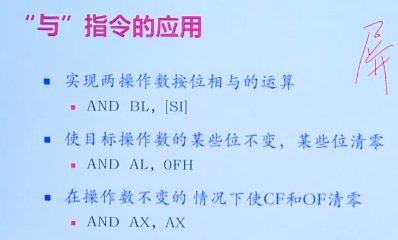 “与”指令的应用
实现两操作数按位相与的运算
AND BL，[SI]
使目标操作数的某些位不变，某些位清零
AND AL，0FH
在操作数不变的 情况下使CF和OF清零
AND AX，AX
屏